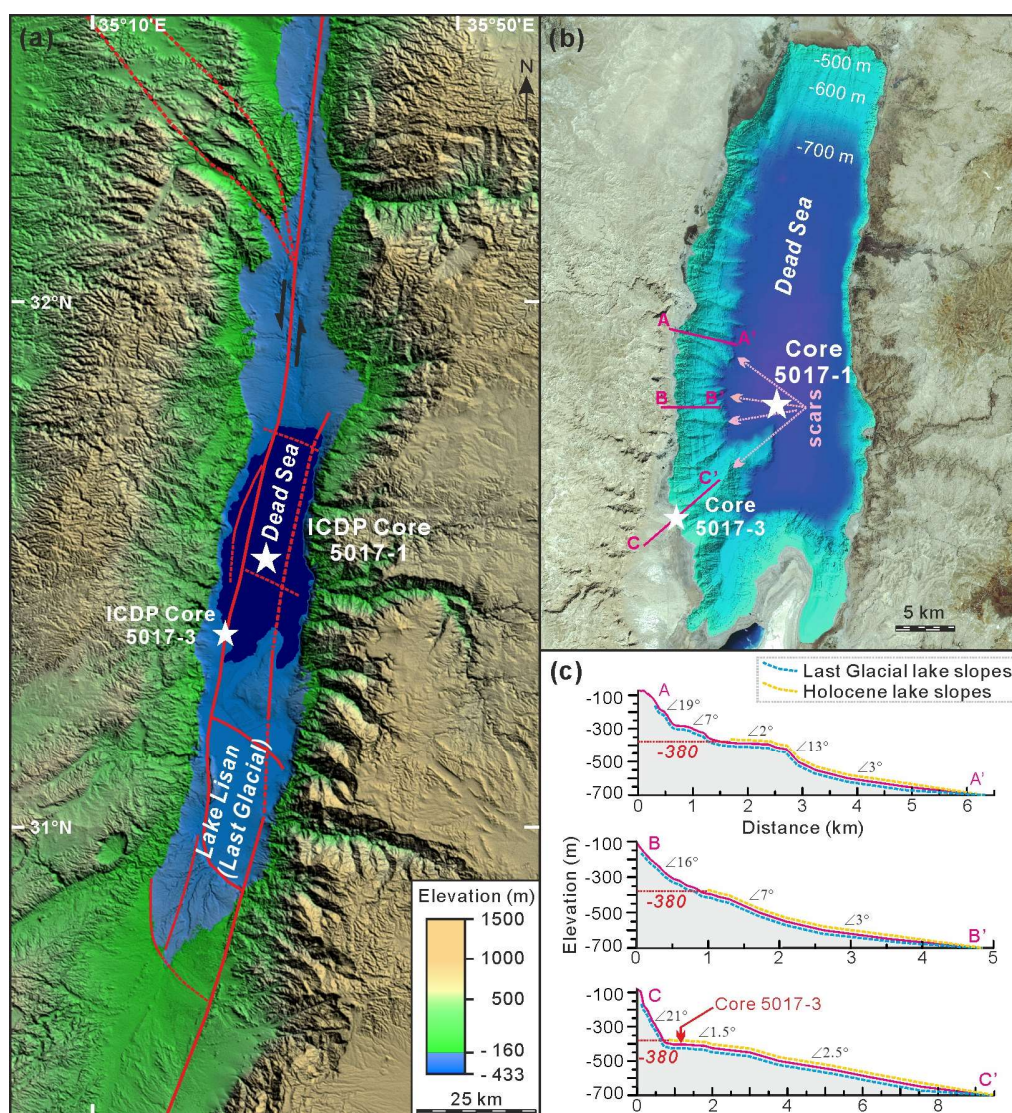 (a)
35°10'E
35°50'E
N
32°N
31°N
Dead Sea
ICDP Core
5017-1
ICDP Core
5017-3
Lake Lisan
(Last Glacial)
Elevation (m)
1500
1000
500
-160
-433
25 km
(b)
-500 m
-600 m
-700 m
Dead Sea
A
A'
Core
5017-1
B
B'
scars
C'
Core
5017-3
C
5 km
(c)
Last Glacial lake slopes
Holocene lake slopes
-100
-300
-500
-700
A
∠19°
∠7°
∠2°
∠13°
∠3°
-380
A'
0 1 2 3 4 5 6
Distance (km)
Elevation (m)
-100
-300
-500
-700
B
∠16°
∠7°
∠3°
-380
B'
0 1 2 3 4 5
-100
-300
-500
-700
C
Core 5017-3
∠21°
∠1.5°
∠2.5°
-380
C'
0 2 4 6 8